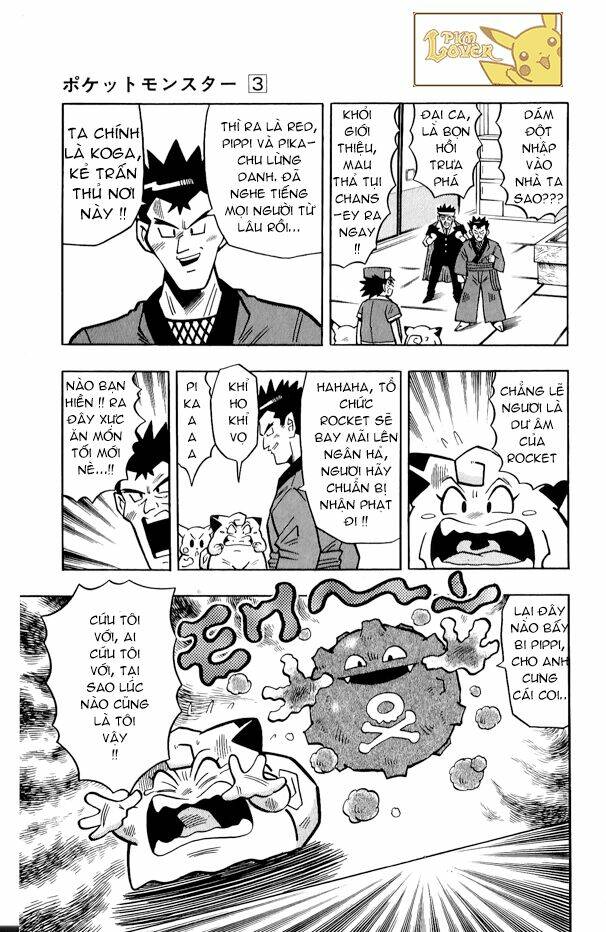 PKM
LOVER
ポケットモンスター 3
DÁM
ĐỘT
NHẬP
VÀO
NHÀ TA
SAO???
ĐẠI CA,
LÀ BỌN
HỒI
TRƯA
PHÁ
KHỎI
GIỚI
THIỆU,
MAU
THẢ TỤI
CHANS-
EY RA
NGAY
!!
THÌ RA LÀ RED,
PIPPI VÀ PIKA-
CHU LỪNG
DANH. ĐÃ
NGHE TIẾNG
MỌI NGƯỜI TỪ
LÂU RỒI...
TA CHÍNH
LÀ KOGA,
KẺ TRẤN
THỦ NƠI
NÀY !!
CHẲNG LẼ
NGƯƠI LÀ
DƯ ÂM
CỦA
ROCKET
HAHAHA, TỔ
CHỨC
ROCKET SẼ
BAY MÃI LÊN
NGÂN HÀ,
NGƯƠI HÃY
CHUẨN BỊ
NHẬN PHẠT
ĐI !!
KHỈ
HO
KHỈ
VỌ
PI
KA
A
A
A
NÀO BẠN
HIỀN !! RA
ĐÂY XỰC
ĂN MÓN
TỐI MỚI
NÈ...!!
LẠI ĐÂY
NÀO BẤY
BI PIPPI,
CHO ANH
CƯNG
CÁI COI..
モワ〜〜ン
CỨU TÔI
VỚI, AI
CỨU TÔI
VỚI, TẠI
SAO LÚC
NÀO CŨNG
LÀ TÔI
VẬY
!!